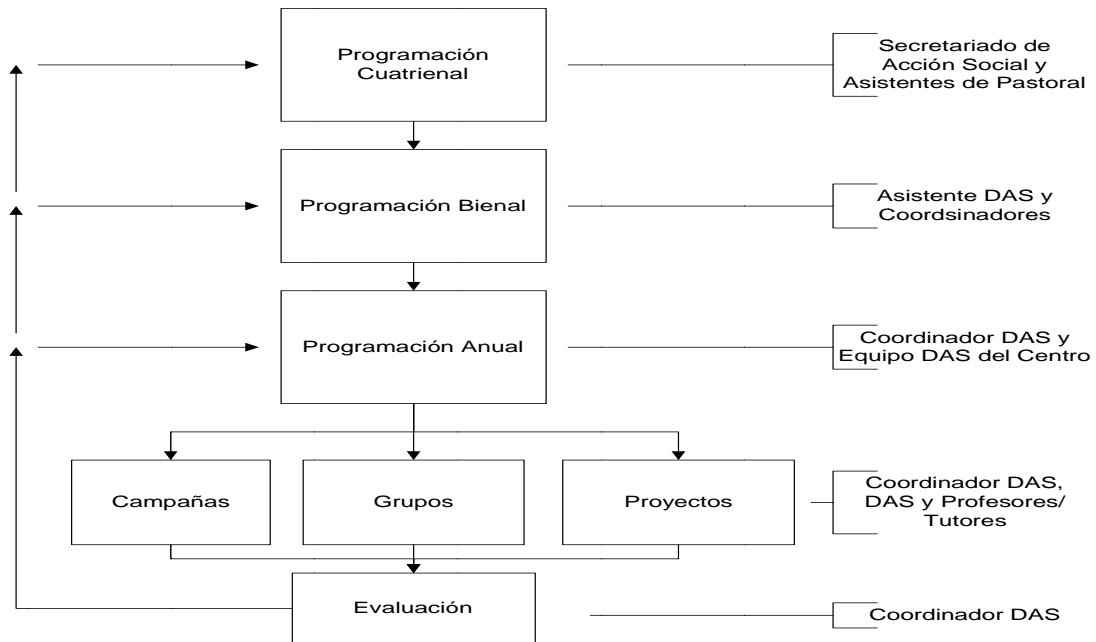 Programación
Cuatrienal
Secretariado de
Acción Social y
Asistentes de Pastoral
Programación Bienal
Asistente DAS y
Coordsinadores
Programación Anual
Coordinador DAS y
Equipo DAS del Centro
Campañas
Grupos
Proyectos
Coordinador DAS,
DAS y Profesores/
Tutores
Evaluación
Coordinador DAS